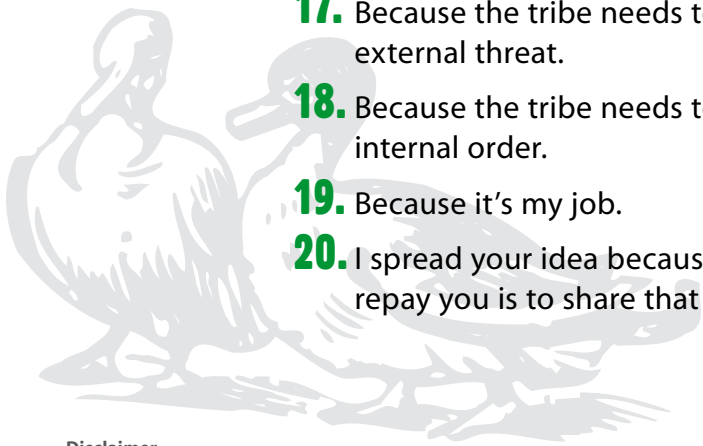 17. Because the tribe needs
external threat.
18. Because the tribe needs
internal order.
19. Because it’s my job.
20. I spread your idea
repay you is to share that
Disclaimer